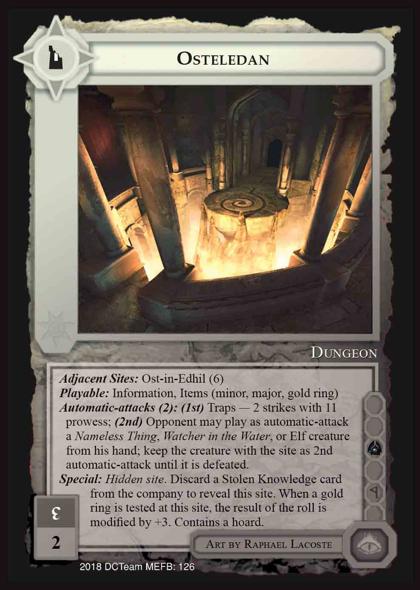 OSTELEDAN
DUNGEON
Adjacent Sites: Ost-in-Edhil (6)
Playable: Information, Items (minor, major, gold ring)
Automatic-attacks (2): (1st) Traps — 2 strikes with 11
prowess; (2nd) Opponent may play as automatic-attack
a Nameless Thing, Watcher in the Water, or Elf creature
from his hand; keep the creature with the site as 2nd
automatic-attack until it is defeated.
Special: Hidden site. Discard a Stolen Knowledge card
from the company to reveal this site. When a gold
ring is tested at this site, the result of the roll is
modified by +3. Contains a hoard.
ع
2
ART BY RAPHAEL LACOSTE
2018 DCTeam MEFB: 126